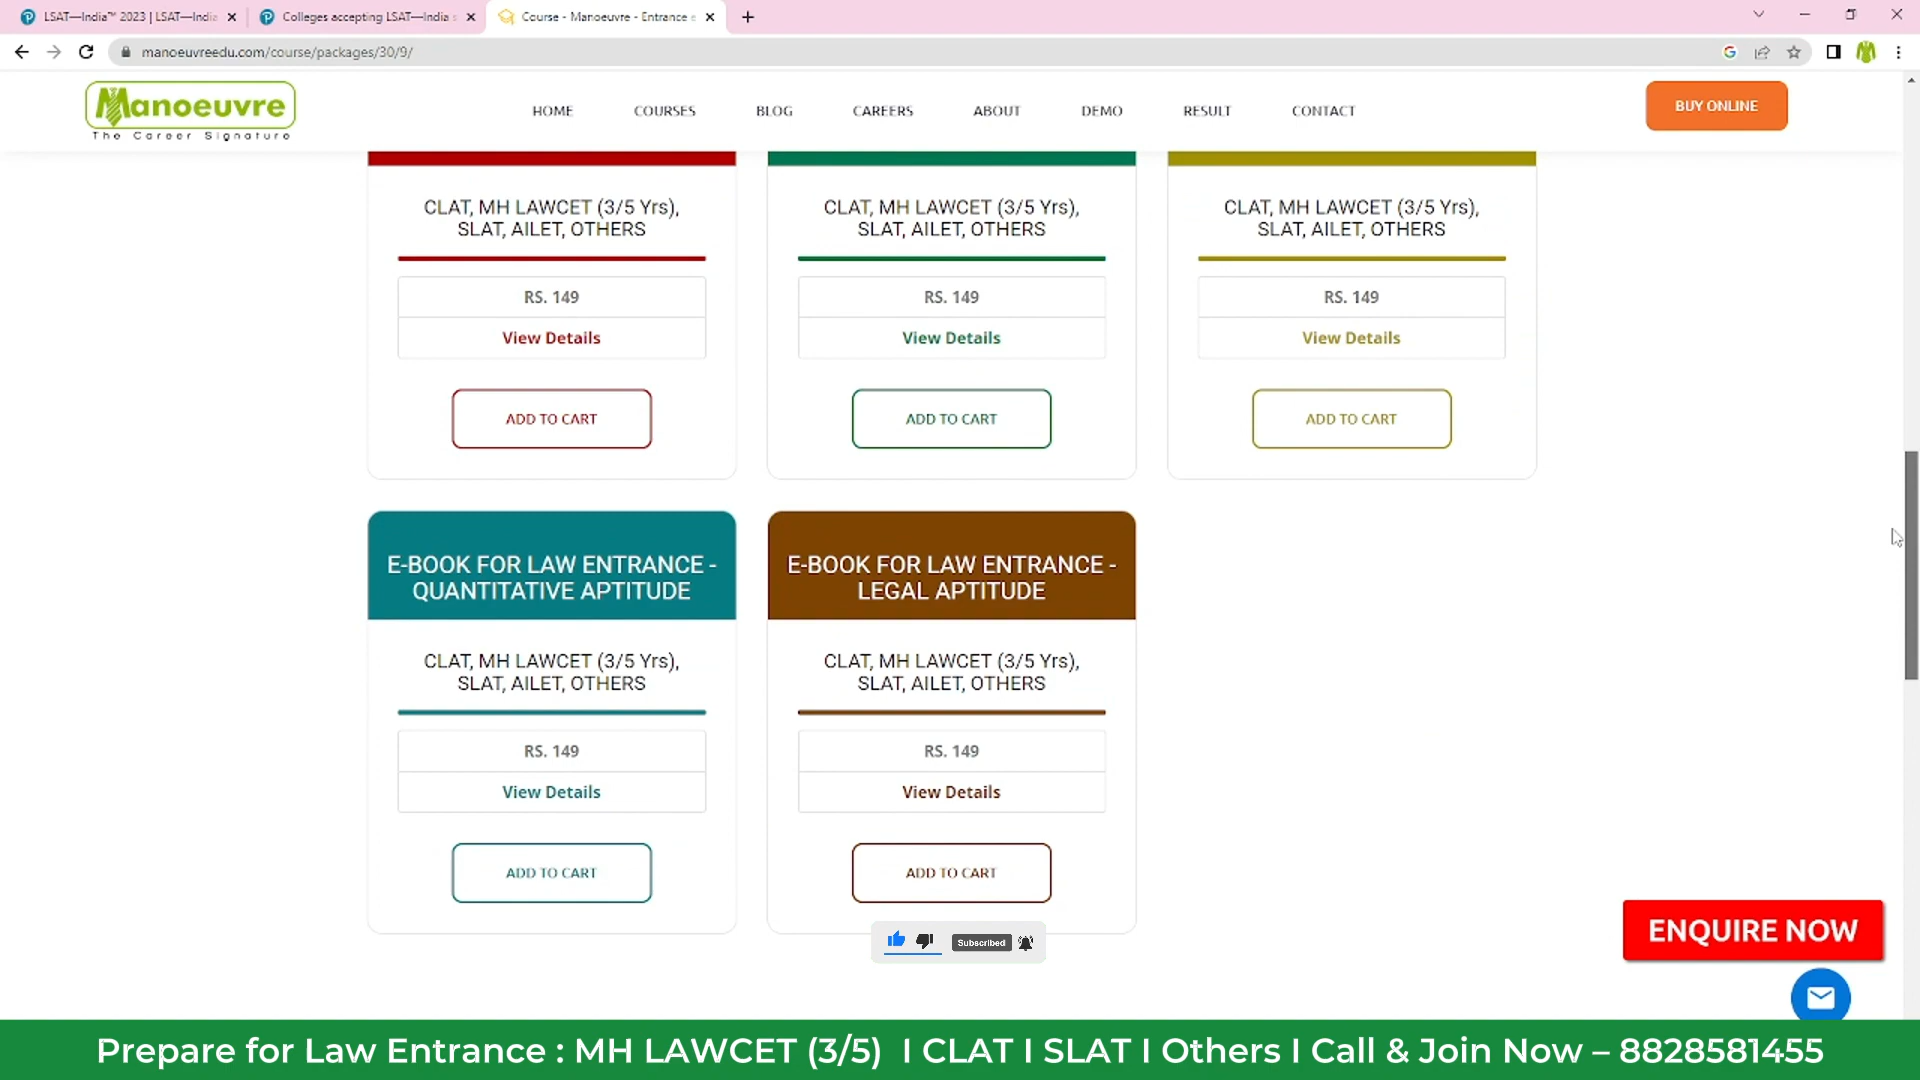 LSAT—India™ 2023 | LSAT—India
Colleges accepting LSAT—India
Course - Manoeuvre - Entrance e
manoeuvreedu.com/course/packages/30/9/
Manoeuvre
The Career Signature
HOME
COURSES
BLOG
CAREERS
ABOUT
DEMO
RESULT
CONTACT
BUY ONLINE
CLAT, MH LAWCET (3/5 Yrs),
SLAT, AILET, OTHERS
RS. 149
View Details
ADD TO CART
CLAT, MH LAWCET (3/5 Yrs),
SLAT, AILET, OTHERS
RS. 149
View Details
ADD TO CART
CLAT, MH LAWCET (3/5 Yrs),
SLAT, AILET, OTHERS
RS. 149
View Details
ADD TO CART
E-BOOK FOR LAW ENTRANCE -
QUANTITATIVE APTITUDE
CLAT, MH LAWCET (3/5 Yrs),
SLAT, AILET, OTHERS
RS. 149
View Details
ADD TO CART
E-BOOK FOR LAW ENTRANCE -
LEGAL APTITUDE
CLAT, MH LAWCET (3/5 Yrs),
SLAT, AILET, OTHERS
RS. 149
View Details
ADD TO CART
Subscribed
ENQUIRE NOW
Prepare for Law Entrance : MH LAWCET (3/5) I CLAT I SLAT I Others I Call & Join Now – 8828581455